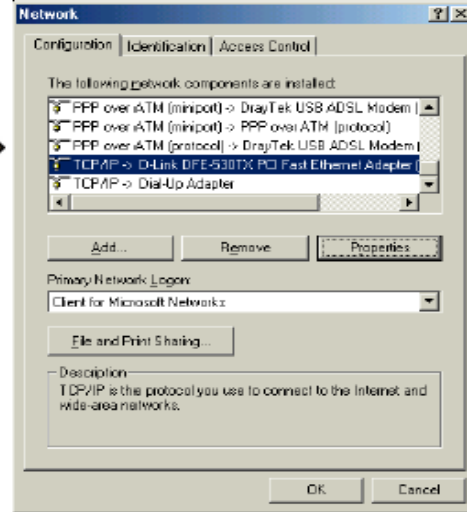 Network
Configuration Identification Access Control
The following network components are installed:
PPP over ATM (miniport) -> DrayTek USB ADSL Modem (
PPP over ATM (miniport) -> PPP over ATM (protocol)
PPP over ATM (protocol) -> DrayTek USB ADSL Modem (
TCP/IP -> D-Link DFE-530TX PCI Fast Ethernet Adapter (
TCP/IP -> Dial-Up Adapter
Add... Remove Properties
Primary Network Logon:
Client for Microsoft Networks
File and Print Sharing...
Description
TCP/IP is the protocol you use to connect to the Internet and
wide-area networks.
OK Cancel